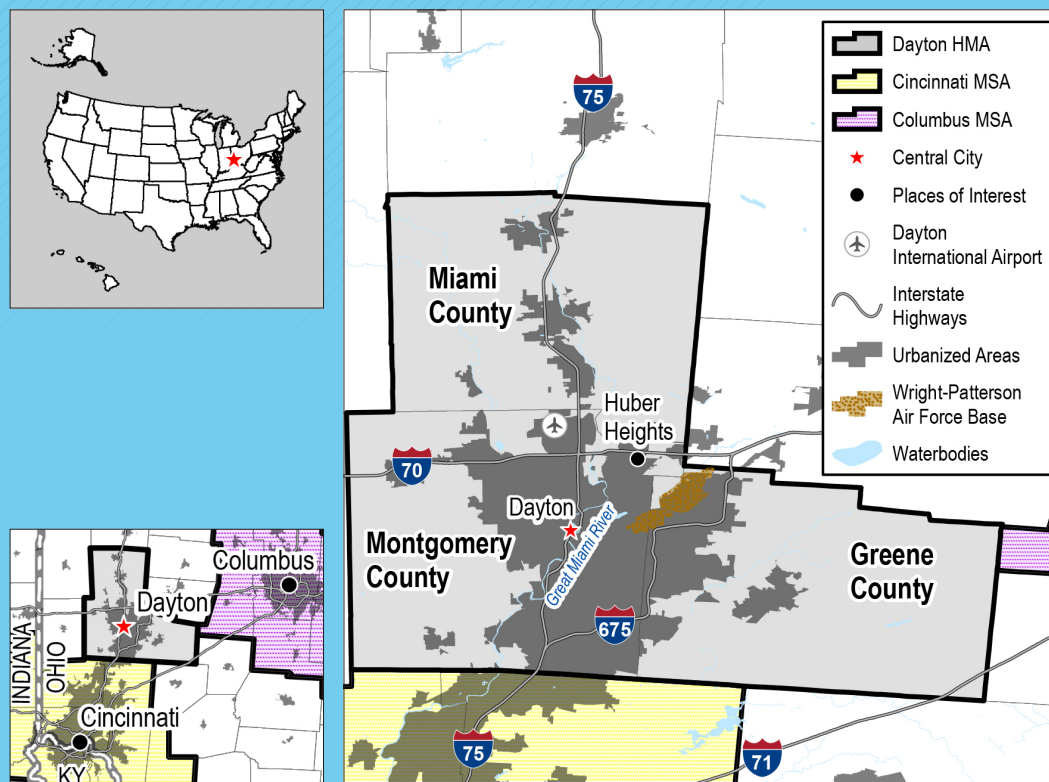 75
Miami
County
Huber
Heights
70
Dayton
Great Miami River
Montgomery
County
Greene
County
675
75
71
Dayton HMA
Cincinnati MSA
Columbus MSA
Central City
Places of Interest
Dayton
International Airport
Interstate
Highways
Urbanized Areas
Wright-Patterson
Air Force Base
Waterbodies
Columbus
Dayton
INDIANA
OHIO
Cincinnati
KY